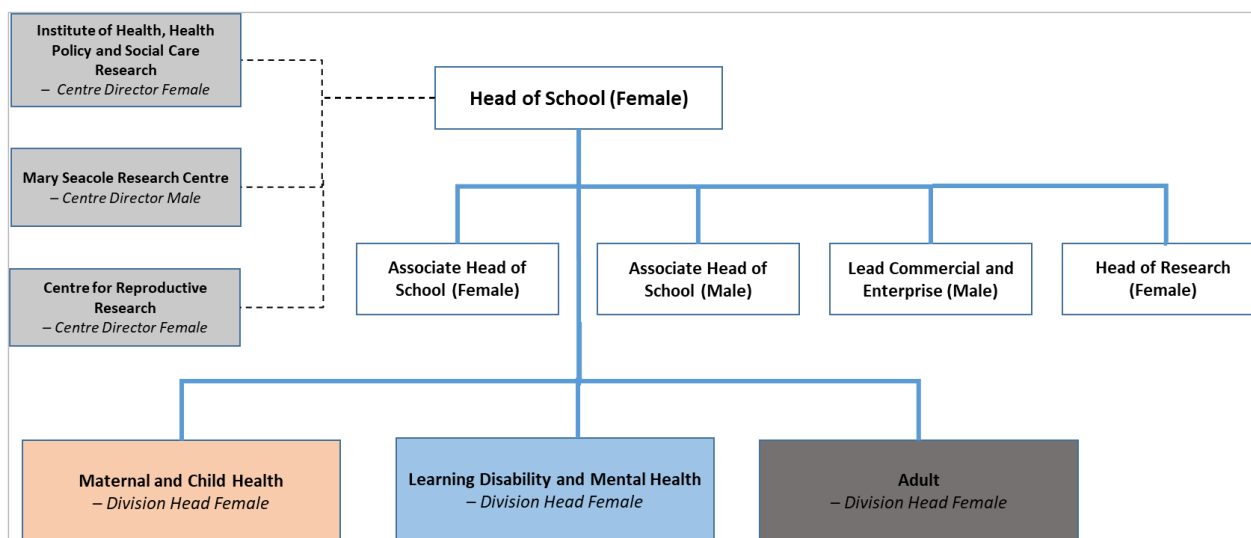 Institute of Health, Health
Policy and Social Care
Research
– Centre Director Female
Head of School (Female)
Mary Seacole Research Centre
– Centre Director Male
Associate Head of
School (Female)
Associate Head of
School (Male)
Lead Commercial and
Enterprise (Male)
Head of Research
(Female)
Centre for Reproductive
Research
– Centre Director Female
Maternal and Child Health
– Division Head Female
Learning Disability and Mental Health
– Division Head Female
Adult
– Division Head Female